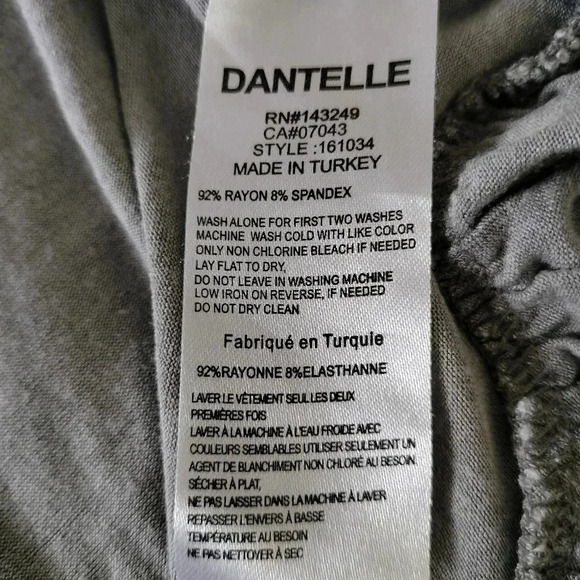 DANTELLE
RN#143249
CA#07043
STYLE :161034
MADE IN TURKEY
92% RAYON 8% SPANDEX
WASH ALONE FOR FIRST TWO WASHES
MACHINE WASH COLD WITH LIKE COLOR
ONLY NON CHLORINE BLEACH IF NEEDED
LAY FLAT TO DRY,
DO NOT LEAVE IN WASHING MACHINE
LOW IRON ON REVERSE, IF NEEDED
DO NOT DRY CLEAN
Fabriqué en Turquie
92%RAYONNE 8%ELASTHANNE
LAVER LE VÊTEMENT SEUL LES DEUX
PREMIÈRES FOIS
LAVER À LA MACHINE À L'EAU FROIDE AVEC
COULEURS SEMBLABLES UTILISER SEULEMENT UN
AGENT DE BLANCHIMENT NON CHLORÉ AU BESOIN.
SÉCHER À PLAT,
NE PAS LAISSER DANS LA MACHINE À LAVER
REPASSER L'ENVERS À BASSE
TEMPÉRATURE AU BESOIN
NE PAS NETTOYER À SEC